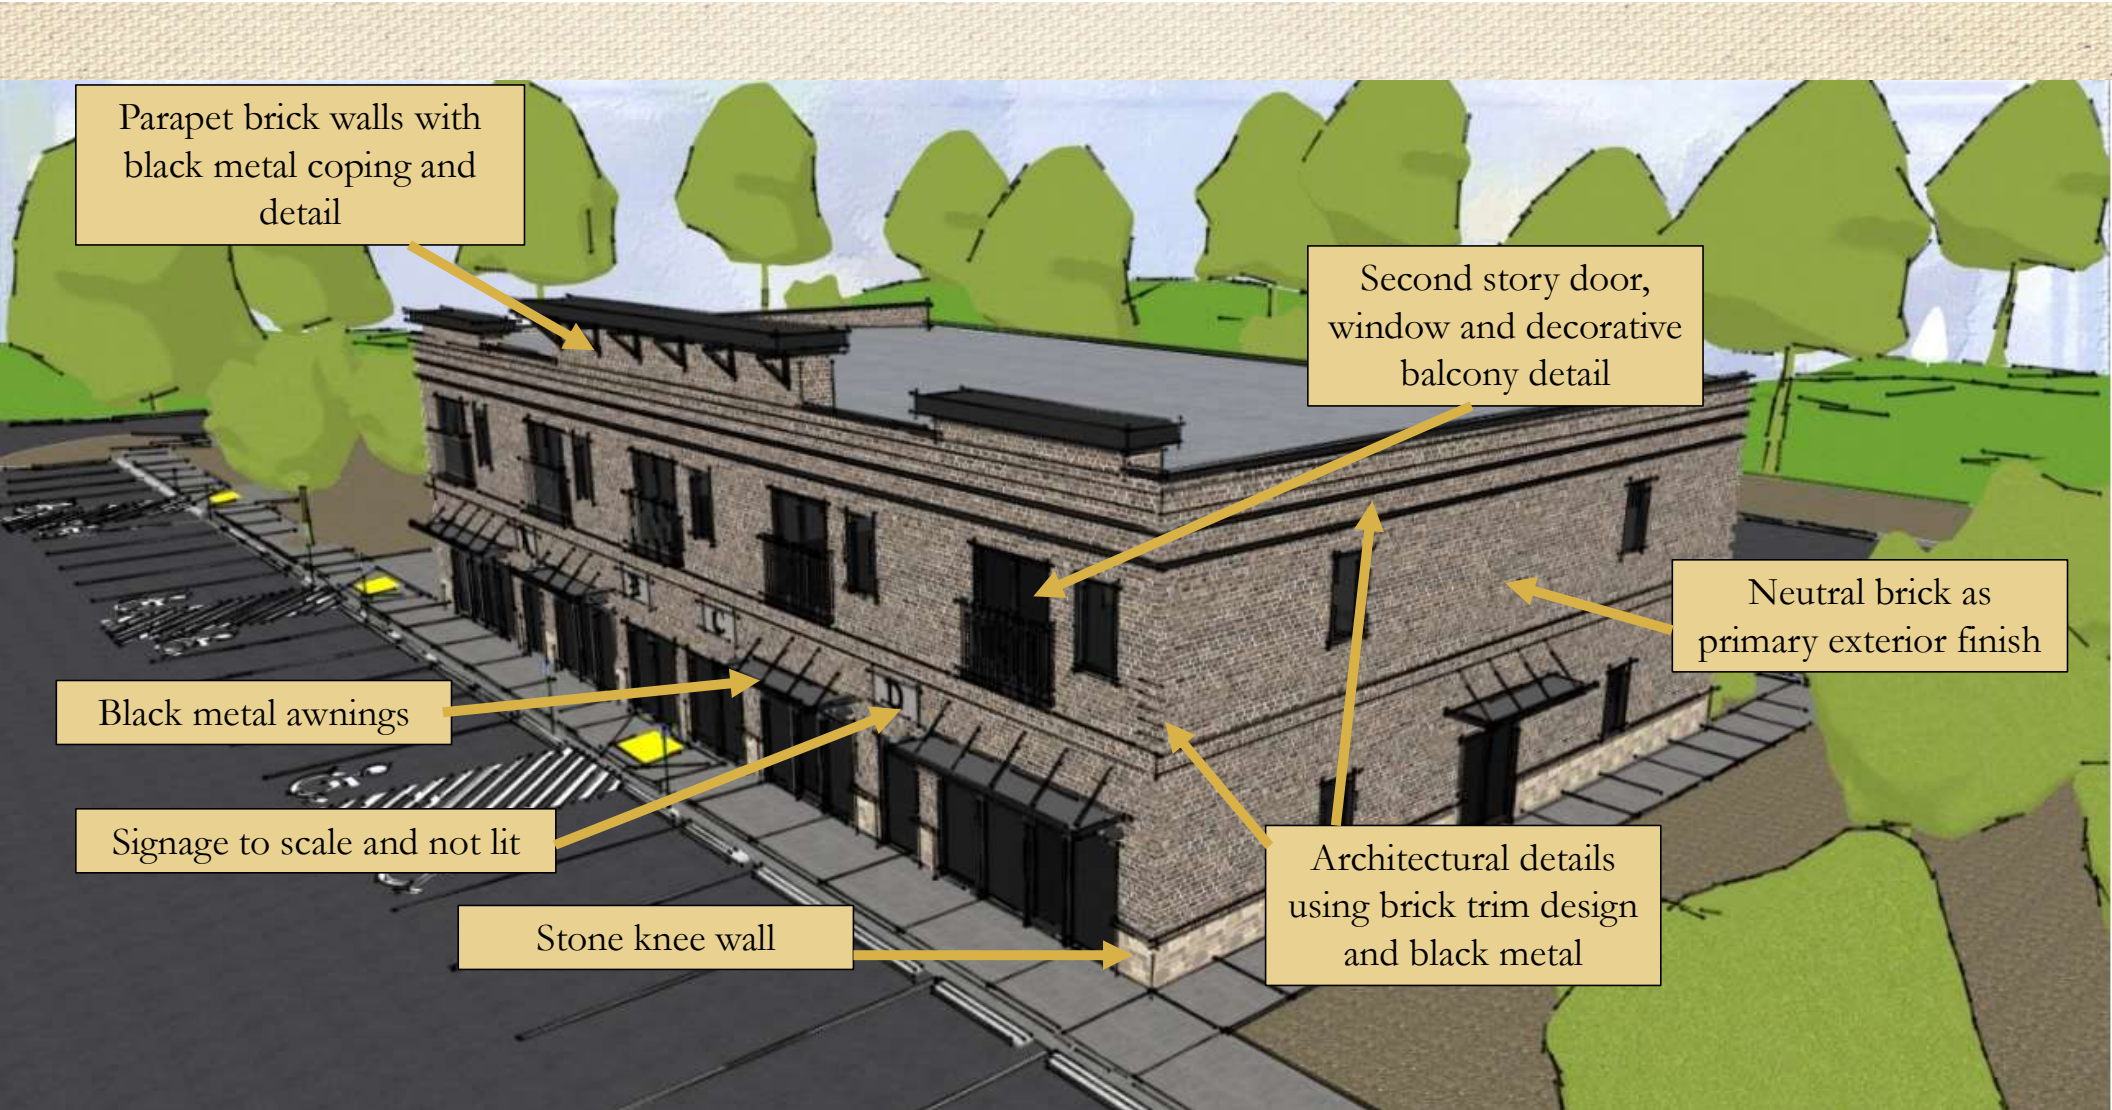 Parapet brick walls with
black metal coping and
detail
Second story door,
window and decorative
balcony detail
Neutral brick as
primary exterior finish
Black metal awnings
Signage to scale and not lit
Stone knee wall
Architectural details
using brick trim design
and black metal
B
C
D